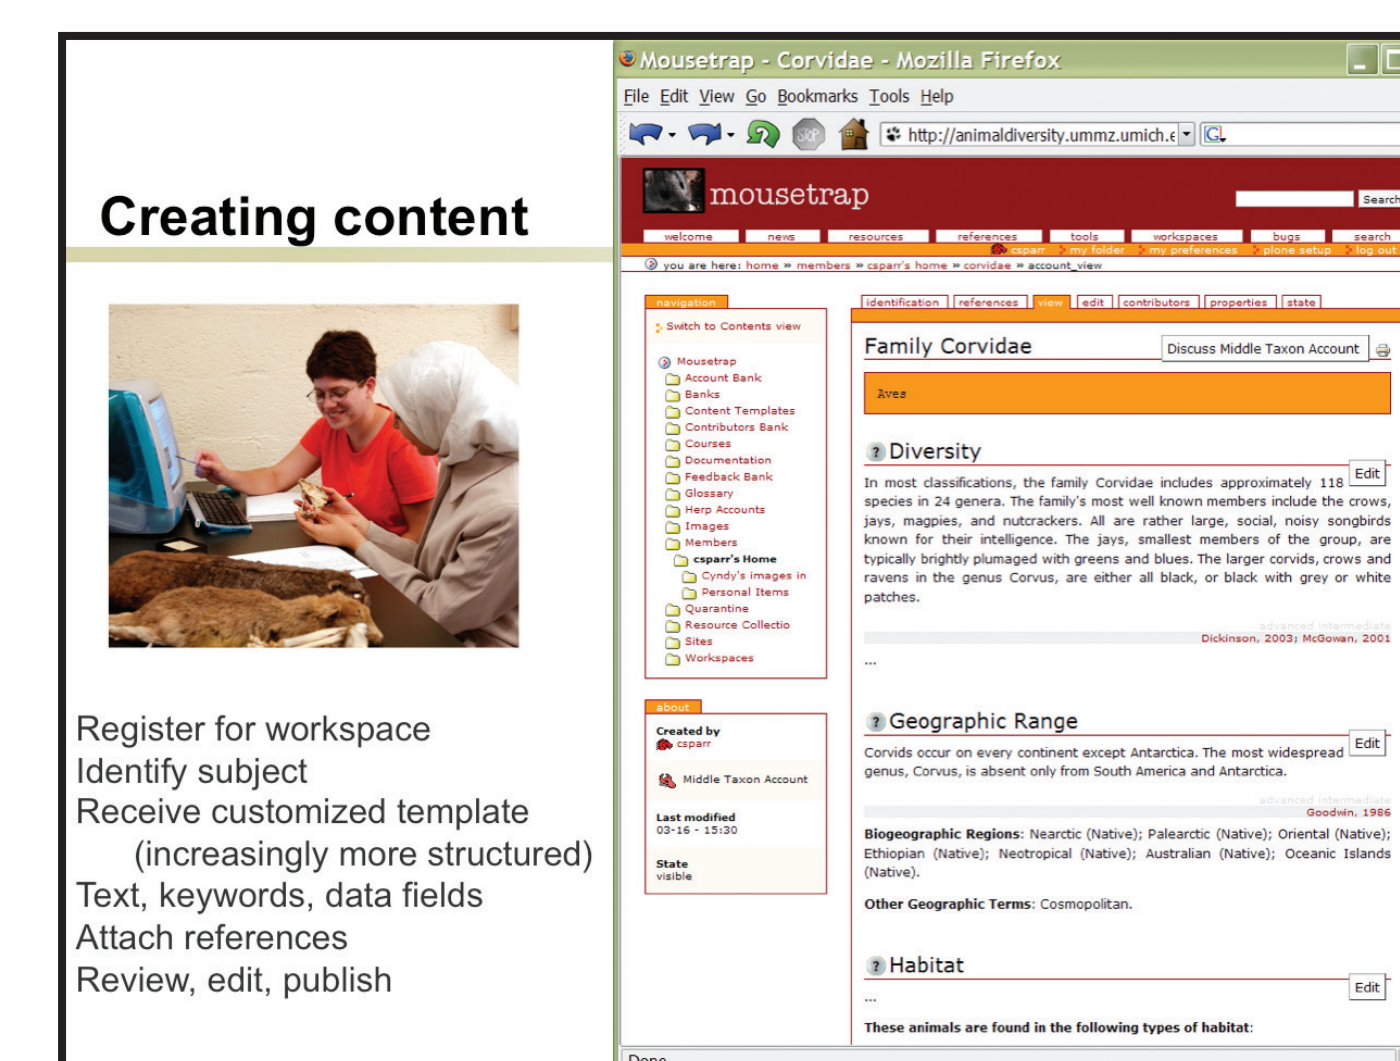 Creating content
Register for workspace
Identify subject
Receive customized template
(increasingly more structured)
Text, keywords, data fields
Attach references
Review, edit, publish
Mousetrap - Corvidae - Mozilla Firefox
File Edit View Go Bookmarks Tools Help
STOP http://animaldiversity.ummz.umich.e G
mousetrap
Search
welcome news resources references tools workspaces bugs search
csparr my folder my preferences plone setup log out
you are here: home » members » csparr's home » corvidae » account_view
navigation
Switch to Contents view
Mousetrap
Account Bank
Banks
Content Templates
Contributors Bank
Courses
Documentation
Feedback Bank
Glossary
Herp Accounts
Images
Members
csparr's Home
Cyndy's images in
Personal Items
Quarantine
Resource Collectio
Sites
Workspaces
about
Created by
csparr
Middle Taxon Account
Last modified
03-16 - 15:30
State
visible
identification references view edit contributors properties state
Family Corvidae
Discuss Middle Taxon Account
Aves
? Diversity
Edit
In most classifications, the family Corvidae includes approximately 118
species in 24 genera. The family's most well known members include the crows,
jays, magpies, and nutcrackers. All are rather large, social, noisy songbirds
known for their intelligence. The jays, smallest members of the group, are
typically brightly plumaged with greens and blues. The larger corvids, crows and
ravens in the genus Corvus, are either all black, or black with grey or white
patches.
advanced intermediate
Dickinson, 2003; McGowan, 2001
...
? Geographic Range
Edit
Corvids occur on every continent except Antarctica. The most widespread
genus, Corvus, is absent only from South America and Antarctica.
advanced intermediate
Goodwin, 1986
Biogeographic Regions: Nearctic (Native); Palearctic (Native); Oriental (Native);
Ethiopian (Native); Neotropical (Native); Australian (Native); Oceanic Islands
(Native).
Other Geographic Terms: Cosmopolitan.
? Habitat
Edit
...
These animals are found in the following types of habitat:
Done